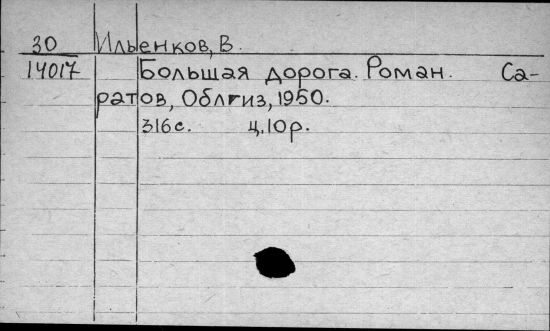 30 Ильенков, В.
14017 Большая дорога. Роман. Са-
ратов, Облгиз, 1950.
316с. ц.10р.